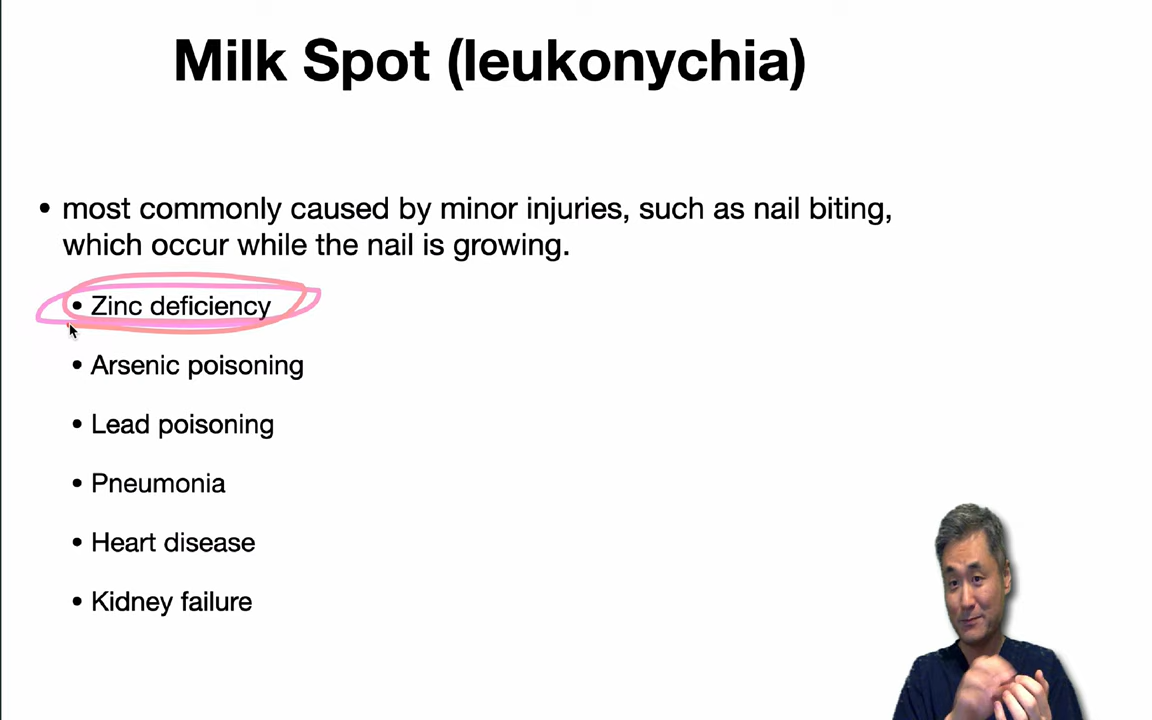 Milk Spot (leukonychia)
• most commonly caused by minor injuries, such as nail biting,
which occur while the nail is growing.
• Zinc deficiency
• Arsenic poisoning
• Lead poisoning
• Pneumonia
• Heart disease
• Kidney failure